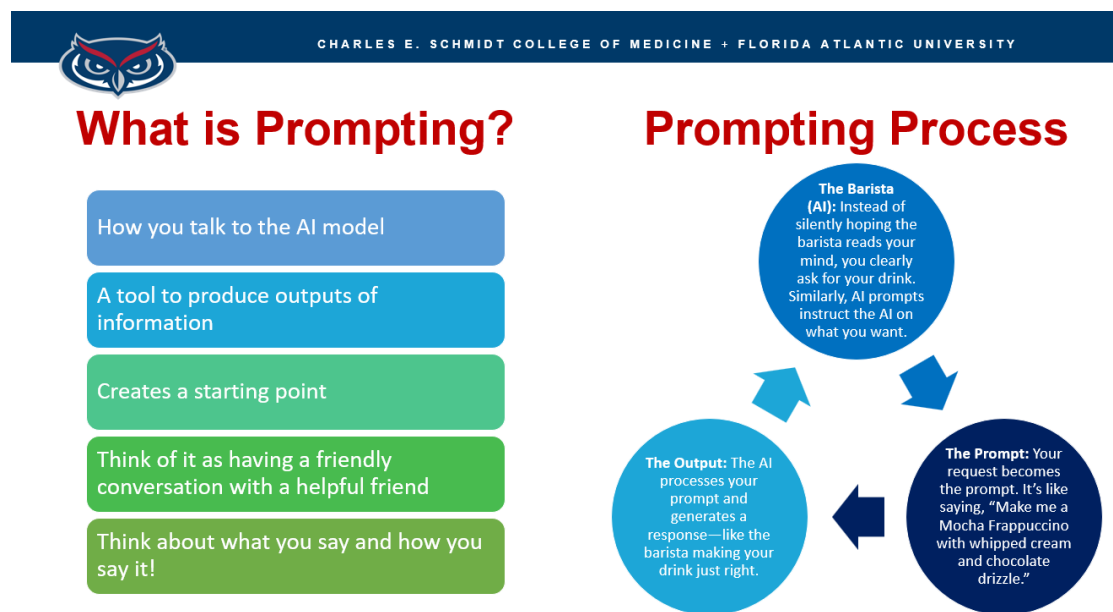 CHARLES E. SCHMIDT COLLEGE OF MEDICINE + FLORIDA ATLANTIC UNIVERSITY
What is Prompting?
How you talk to the AI model
A tool to produce outputs of
information
Creates a starting point
Think of it as having a friendly
conversation with a helpful friend
Think about what you say and how you
say it!
Prompting Process
The Barista
(AI): Instead of
silently hoping the
barista reads your
mind, you clearly
ask for your drink.
Similarly, AI prompts
instruct the AI on
what you want.
The Prompt: Your
request becomes
the prompt. It’s like
saying, “Make me a
Mocha Frappuccino
with whipped cream
and chocolate
drizzle.”
The Output: The AI
processes your
prompt and
generates a
response—like the
barista making your
drink just right.